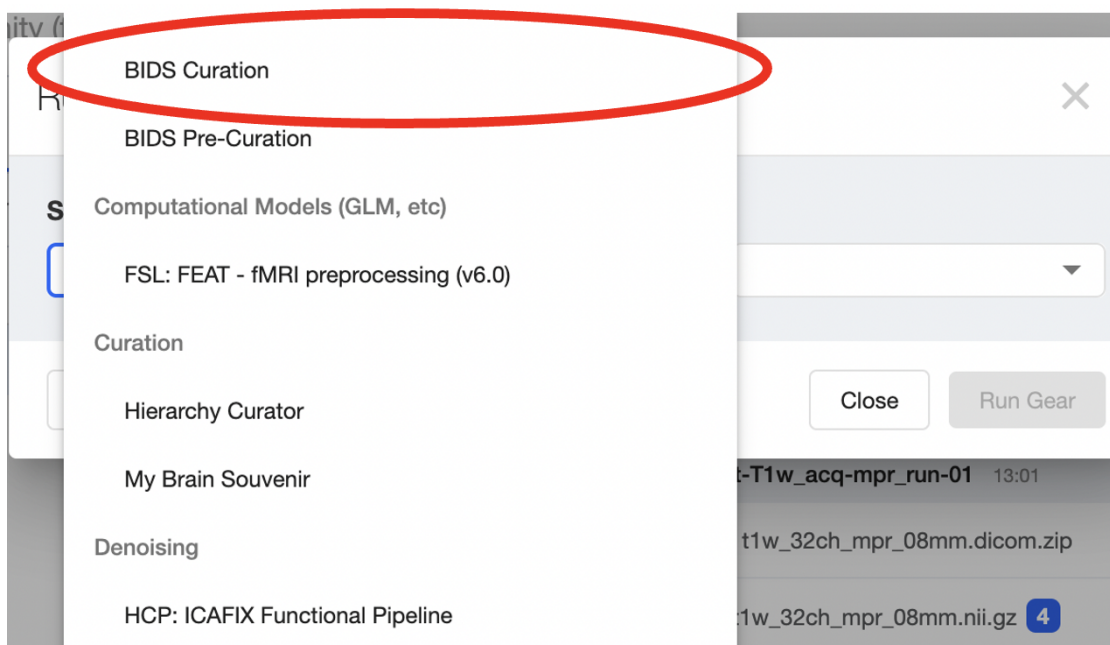 BIDS Curation
BIDS Pre-Curation
Computational Models (GLM, etc)
FSL: FEAT - fMRI preprocessing (v6.0)
Curation
Hierarchy Curator
Close
Run Gear
My Brain Souvenir
t-T1w_acq-mpr_run-01 13:01
Denoising
t1w_32ch_mpr_08mm.dicom.zip
HCP: ICAFIX Functional Pipeline
t1w_32ch_mpr_08mm.nii.gz 4